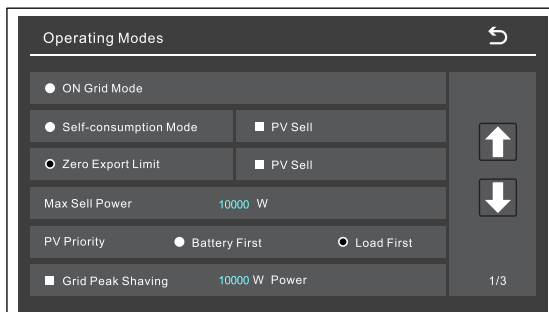 Operating Modes
ON Grid Mode
Self-consumption Mode PV Sell
Zero Export Limit PV Sell
Max Sell Power 10000 W
PV Priority Battery First Load First
Grid Peak Shaving 10000 W Power 1/3